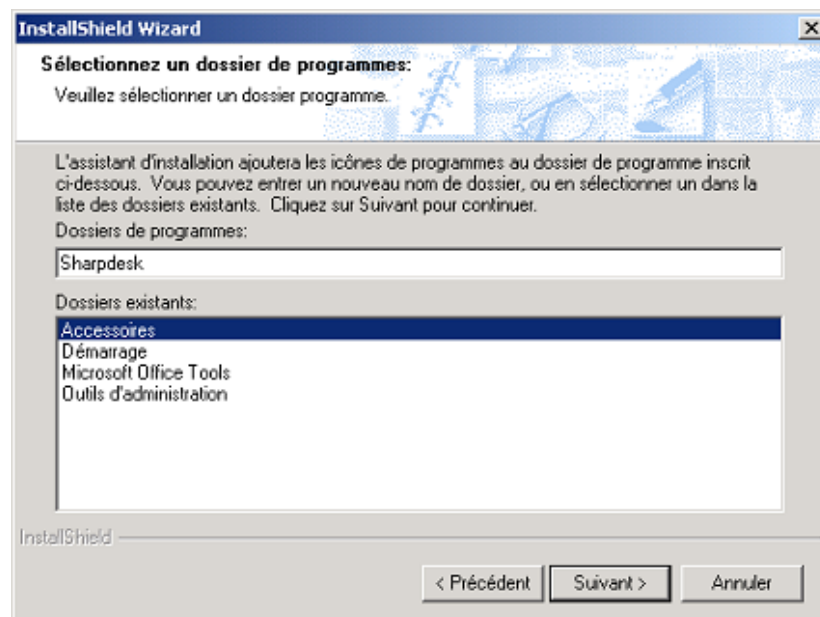 InstallShield Wizard
Sélectionnez un dossier de programmes:
Veuillez sélectionner un dossier programme.
L'assistant d'installation ajoutera les icônes de programmes au dossier de programme inscrit
ci-dessous. Vous pouvez entrer un nouveau nom de dossier, ou en sélectionner un dans la
liste des dossiers existants. Cliquez sur Suivant pour continuer.
Dossiers de programmes:
Sharpdesk
Dossiers existants:
Accessoires
Démarrage
Microsoft Office Tools
Outils d'administration
InstallShield
< Précédent
Suivant >
Annuler